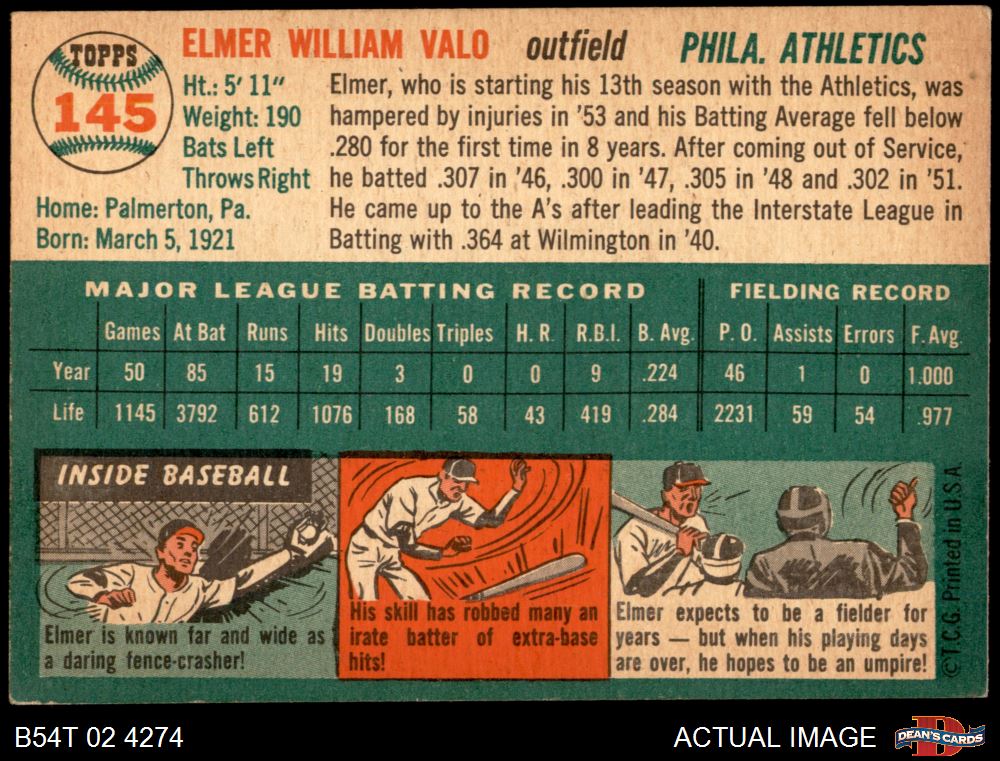 TOPPS
145
ELMER WILLIAM VALO outfield PHILA. ATHLETICS
Ht.: 5' 11"
Weight: 190
Bats Left
Throws Right
Home: Palmerton, Pa.
Born: March 5, 1921
Elmer, who is starting his 13th season with the Athletics, was
hampered by injuries in '53 and his Batting Average fell below
.280 for the first time in 8 years. After coming out of Service,
he batted .307 in '46, .300 in '47, .305 in '48 and .302 in '51.
He came up to the A's after leading the Interstate League in
Batting with .364 at Wilmington in '40.
MAJOR LEAGUE BATTING RECORD FIELDING RECORD
Games At Bat Runs Hits Doubles Triples H. R. R.B.I. B. Avg. P. O. Assists Errors F. Avg.
Year 50 85 15 19 3 0 0 9 .224 46 1 0 1.000
Life 1145 3792 612 1076 168 58 43 419 .284 2231 59 54 .977
INSIDE BASEBALL
Elmer is known far and wide as
a daring fence-crasher!
His skill has robbed many an
irate batter of extra-base
hits!
Elmer expects to be a fielder for
years — but when his playing days
are over, he hopes to be an umpire!
©T.C.G. Printed in U.S.A.
B54T 02 4274 ACTUAL IMAGE
DEAN'S CARDS